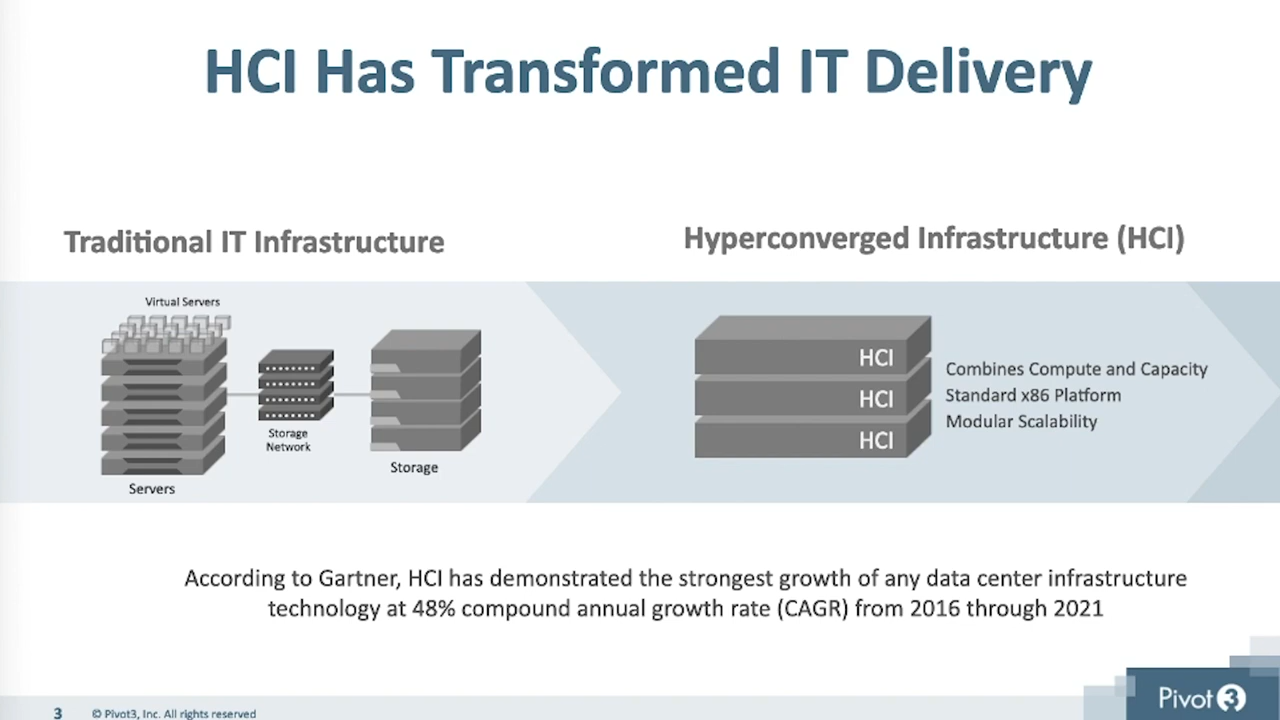 HCI Has Transformed IT Delivery
Traditional IT Infrastructure
Virtual Servers
Servers
Storage
Network
Storage
Hyperconverged Infrastructure (HCI)
HCI
HCI
HCI
Combines Compute and Capacity
Standard x86 Platform
Modular Scalability
According to Gartner, HCI has demonstrated the strongest growth of any data center infrastructure
technology at 48% compound annual growth rate (CAGR) from 2016 through 2021
3 © Pivot3, Inc. All rights reserved
Pivot3